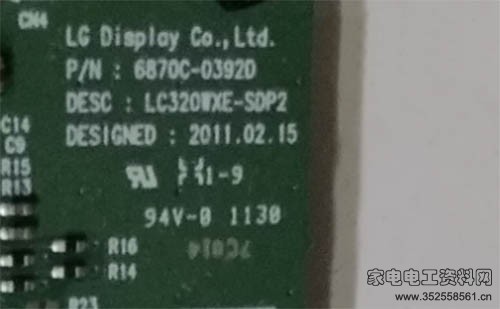 CN4
LG Display Co.,Ltd.
P/N : 6870C-0392D
DESC : LC320WXE-SDP2
DESIGNED : 2011.02.15
C14
C9
R15
R13
94V-0 1130
R16
R14
R23
家电电工资料网
www.352558561.cn